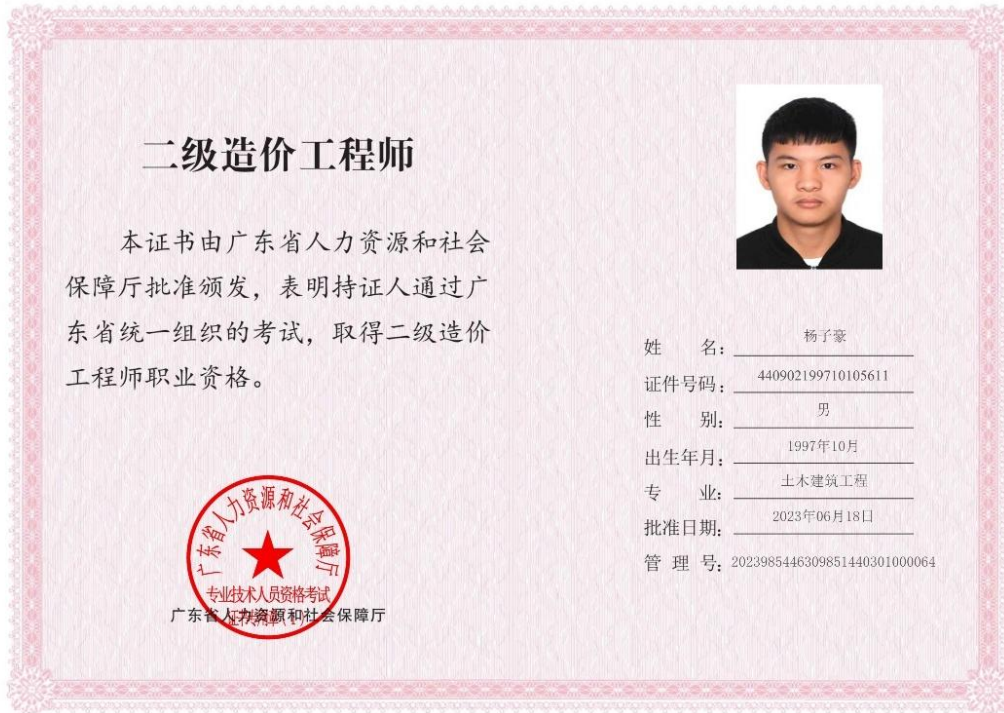 二级造价工程师
本证书由广东省人力资源和社会
保障厅批准颁发，表明持证人通过广
东省统一组织的考试，取得二级造价
工程师职业资格。
广东省人力资源和社会保障厅
专业技术人员资格考试
广东省人力资源和社会保障厅
姓 名：杨子豪
证件号码：440902199710105611
性 别：男
出生年月：1997年10月
专 业：土木建筑工程
批准日期：2023年06月18日
管 理 号：2023985446309851440301000064